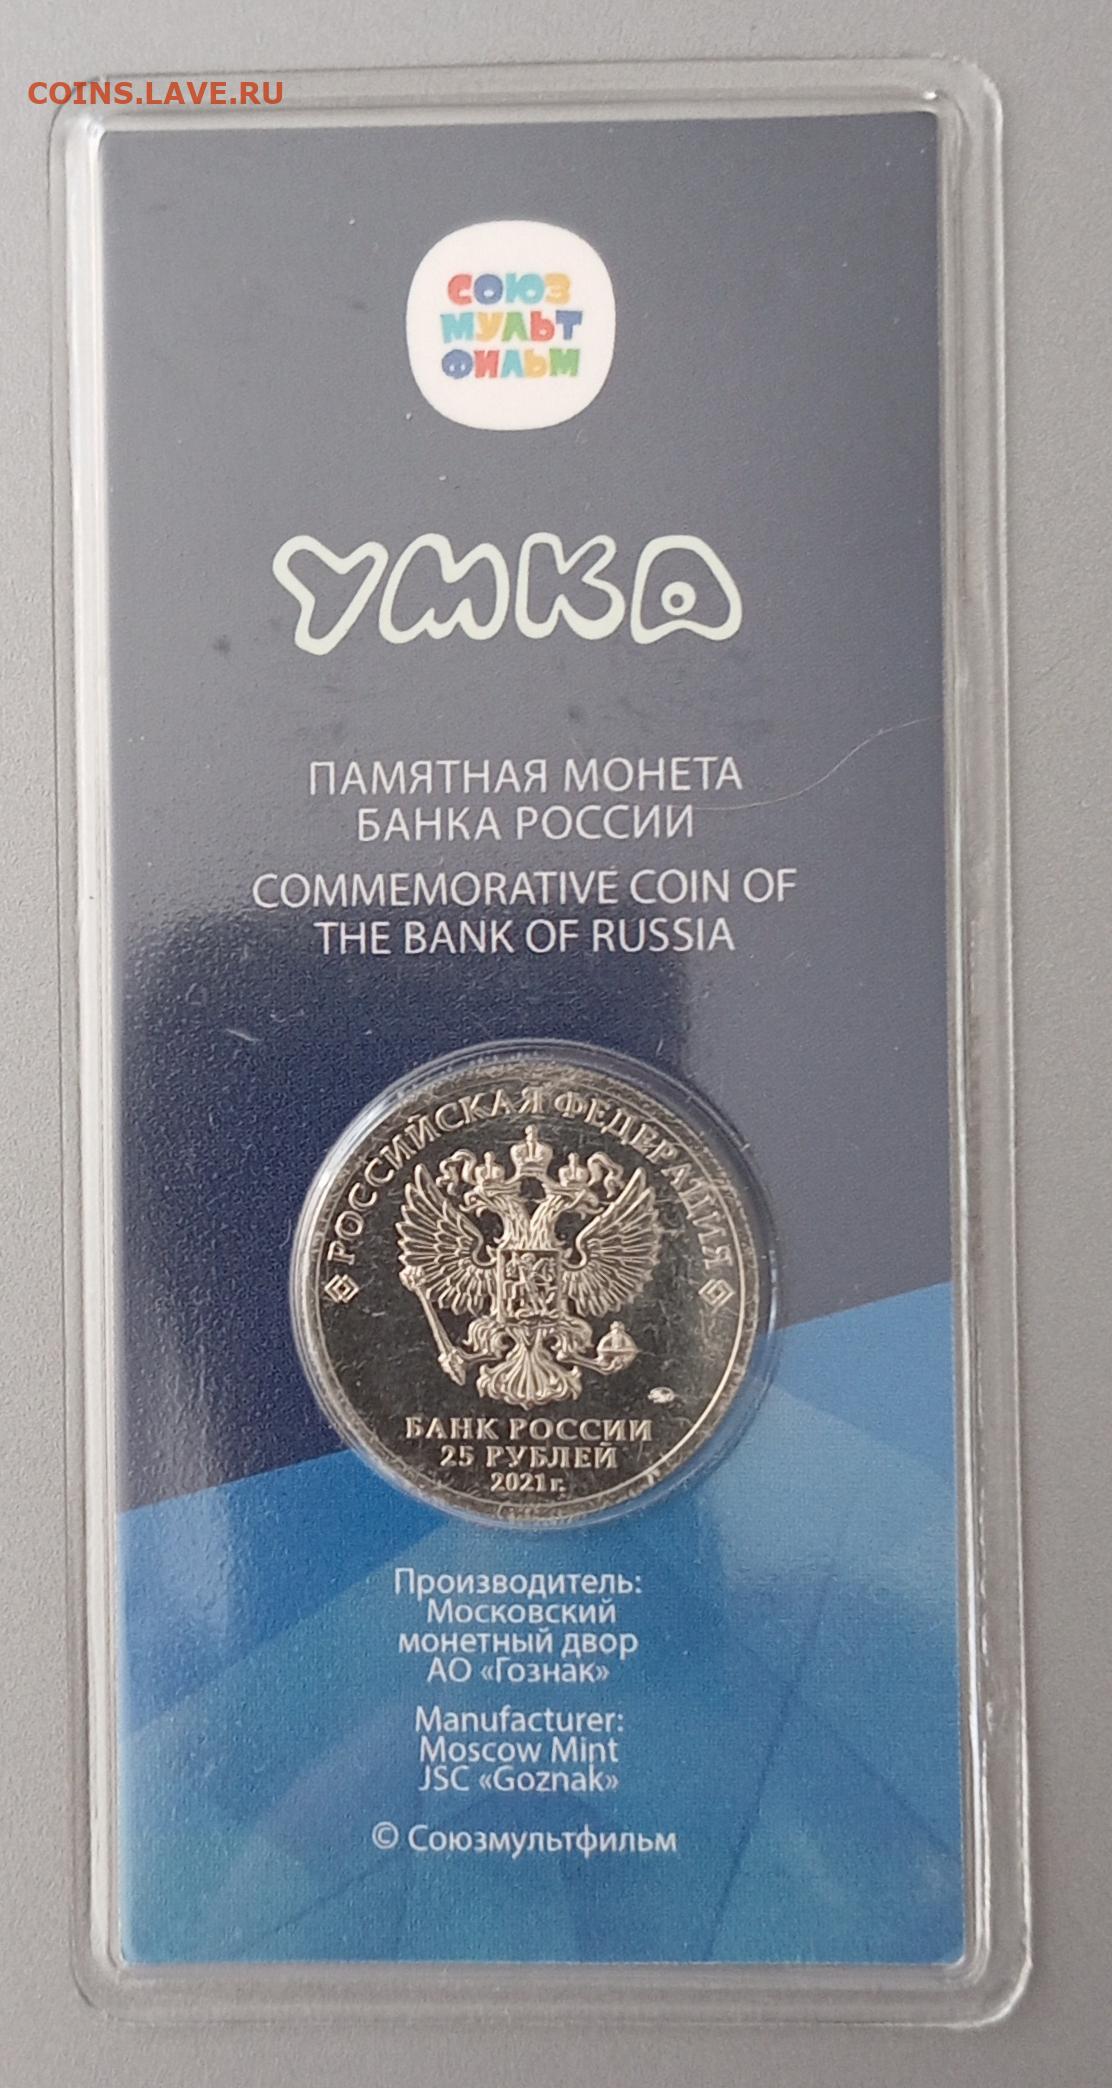 COINS.LAVE.RU
СОЮЗ
МУЛЬТ
ФИЛЬМ
УМКА
ПАМЯТНАЯ МОНЕТА
БАНКА РОССИИ
COMMEMORATIVE COIN OF
THE BANK OF RUSSIA
РОССИЙСКАЯ ФЕДЕРАЦИЯ
БАНК РОССИИ
25 РУБЛЕЙ
2021 г.
Производитель:
Московский
монетный двор
АО «Гознак»
Manufacturer:
Moscow Mint
JSC «Goznak»
© Союзмультфильм